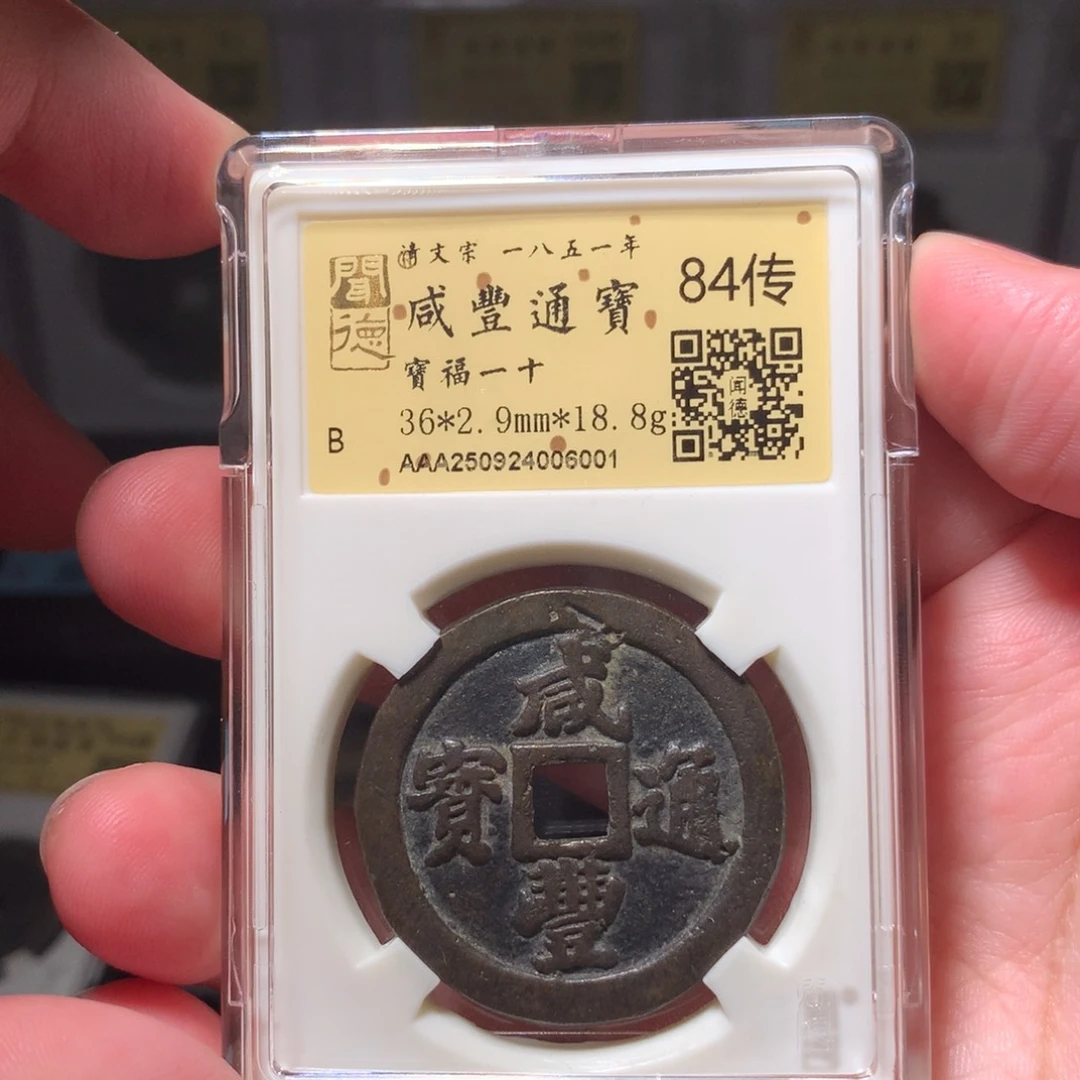 聞德
清文宗 一八五一年
咸豐通寶
84传
寶福一十
闻德
36*2.9mm*18.8g
B
AAA250924006001
咸豐通寶